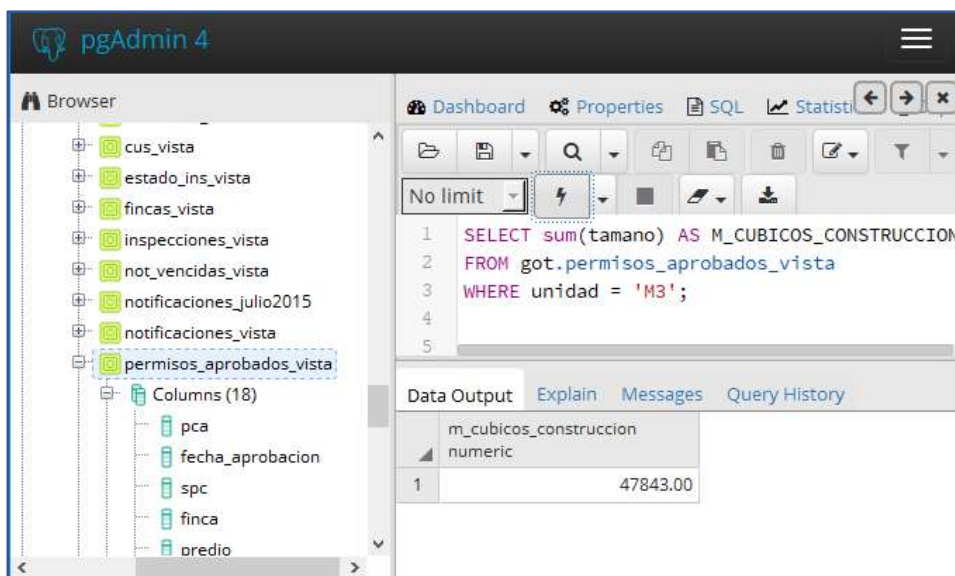 pgAdmin 4
Browser
cus_vista
estado_ins_vista
fincas_vista
inspecciones_vista
not_vencidas_vista
notificaciones_julio2015
notificaciones_vista
permisos_aprobados_vista
Columns (18)
pca
fecha_aprobacion
spc
finca
predio
Dashboard Properties SQL Statisti
No limit
1 SELECT sum(tamano) AS M_CUBICOS_CONSTRUCCION
2 FROM got.permisos_aprobados_vista
3 WHERE unidad = 'M3';
4
5
Data Output Explain Messages Query History
m_cubicos_construccion
numeric
1 47843.00